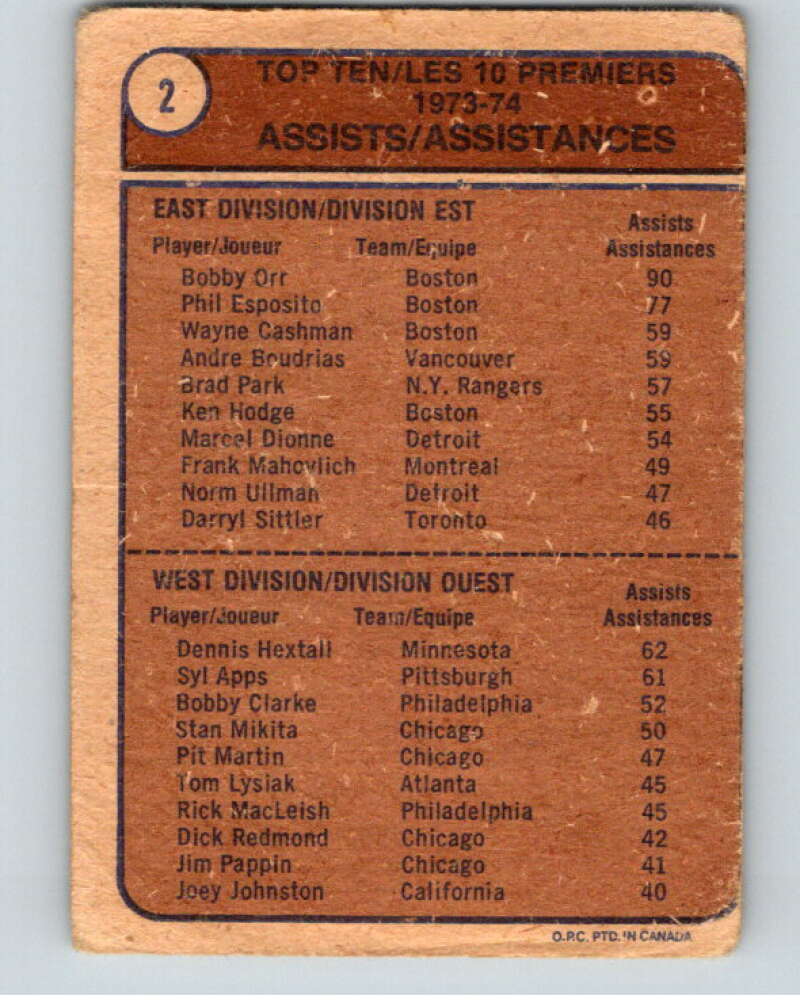 2
TOP TEN/LES 10 PREMIERS
1973-74
ASSISTS/ASSISTANCES
EAST DIVISION/DIVISION EST
Assists/
Player/Joueur Team/Equipe Assistances
Bobby Orr Boston 90
Phil Esposito Boston 77
Wayne Cashman Boston 59
Andre Boudrias Vancouver 59
Brad Park N.Y. Rangers 57
Ken Hodge Boston 55
Marcel Dionne Detroit 54
Frank Mahovlich Montreal 49
Norm Ullman Detroit 47
Darryl Sittler Toronto 46
WEST DIVISION/DIVISION OUEST
Assists
Player/Joueur Team/Equipe Assistances
Dennis Hextall Minnesota 62
Syl Apps Pittsburgh 61
Bobby Clarke Philadelphia 52
Stan Mikita Chicago 50
Pit Martin Chicago 47
Tom Lysiak Atlanta 45
Rick MacLeish Philadelphia 45
Dick Redmond Chicago 42
Jim Pappin Chicago 41
Joey Johnston California 40
O.P.C. PTD. IN CANADA